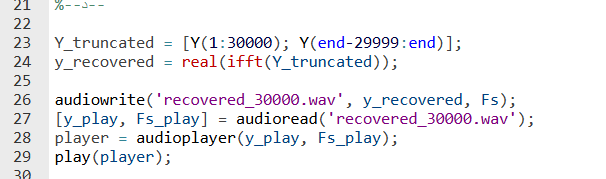 21 %--د--
22
23 Y_truncated = [Y(1:30000); Y(end-29999:end)];
24 y_recovered = real(ifft(Y_truncated));
25
26 audiowrite('recovered_30000.wav', y_recovered, Fs);
27 [y_play, Fs_play] = audioread('recovered_30000.wav');
28 player = audioplayer(y_play, Fs_play);
29 play(player);
30